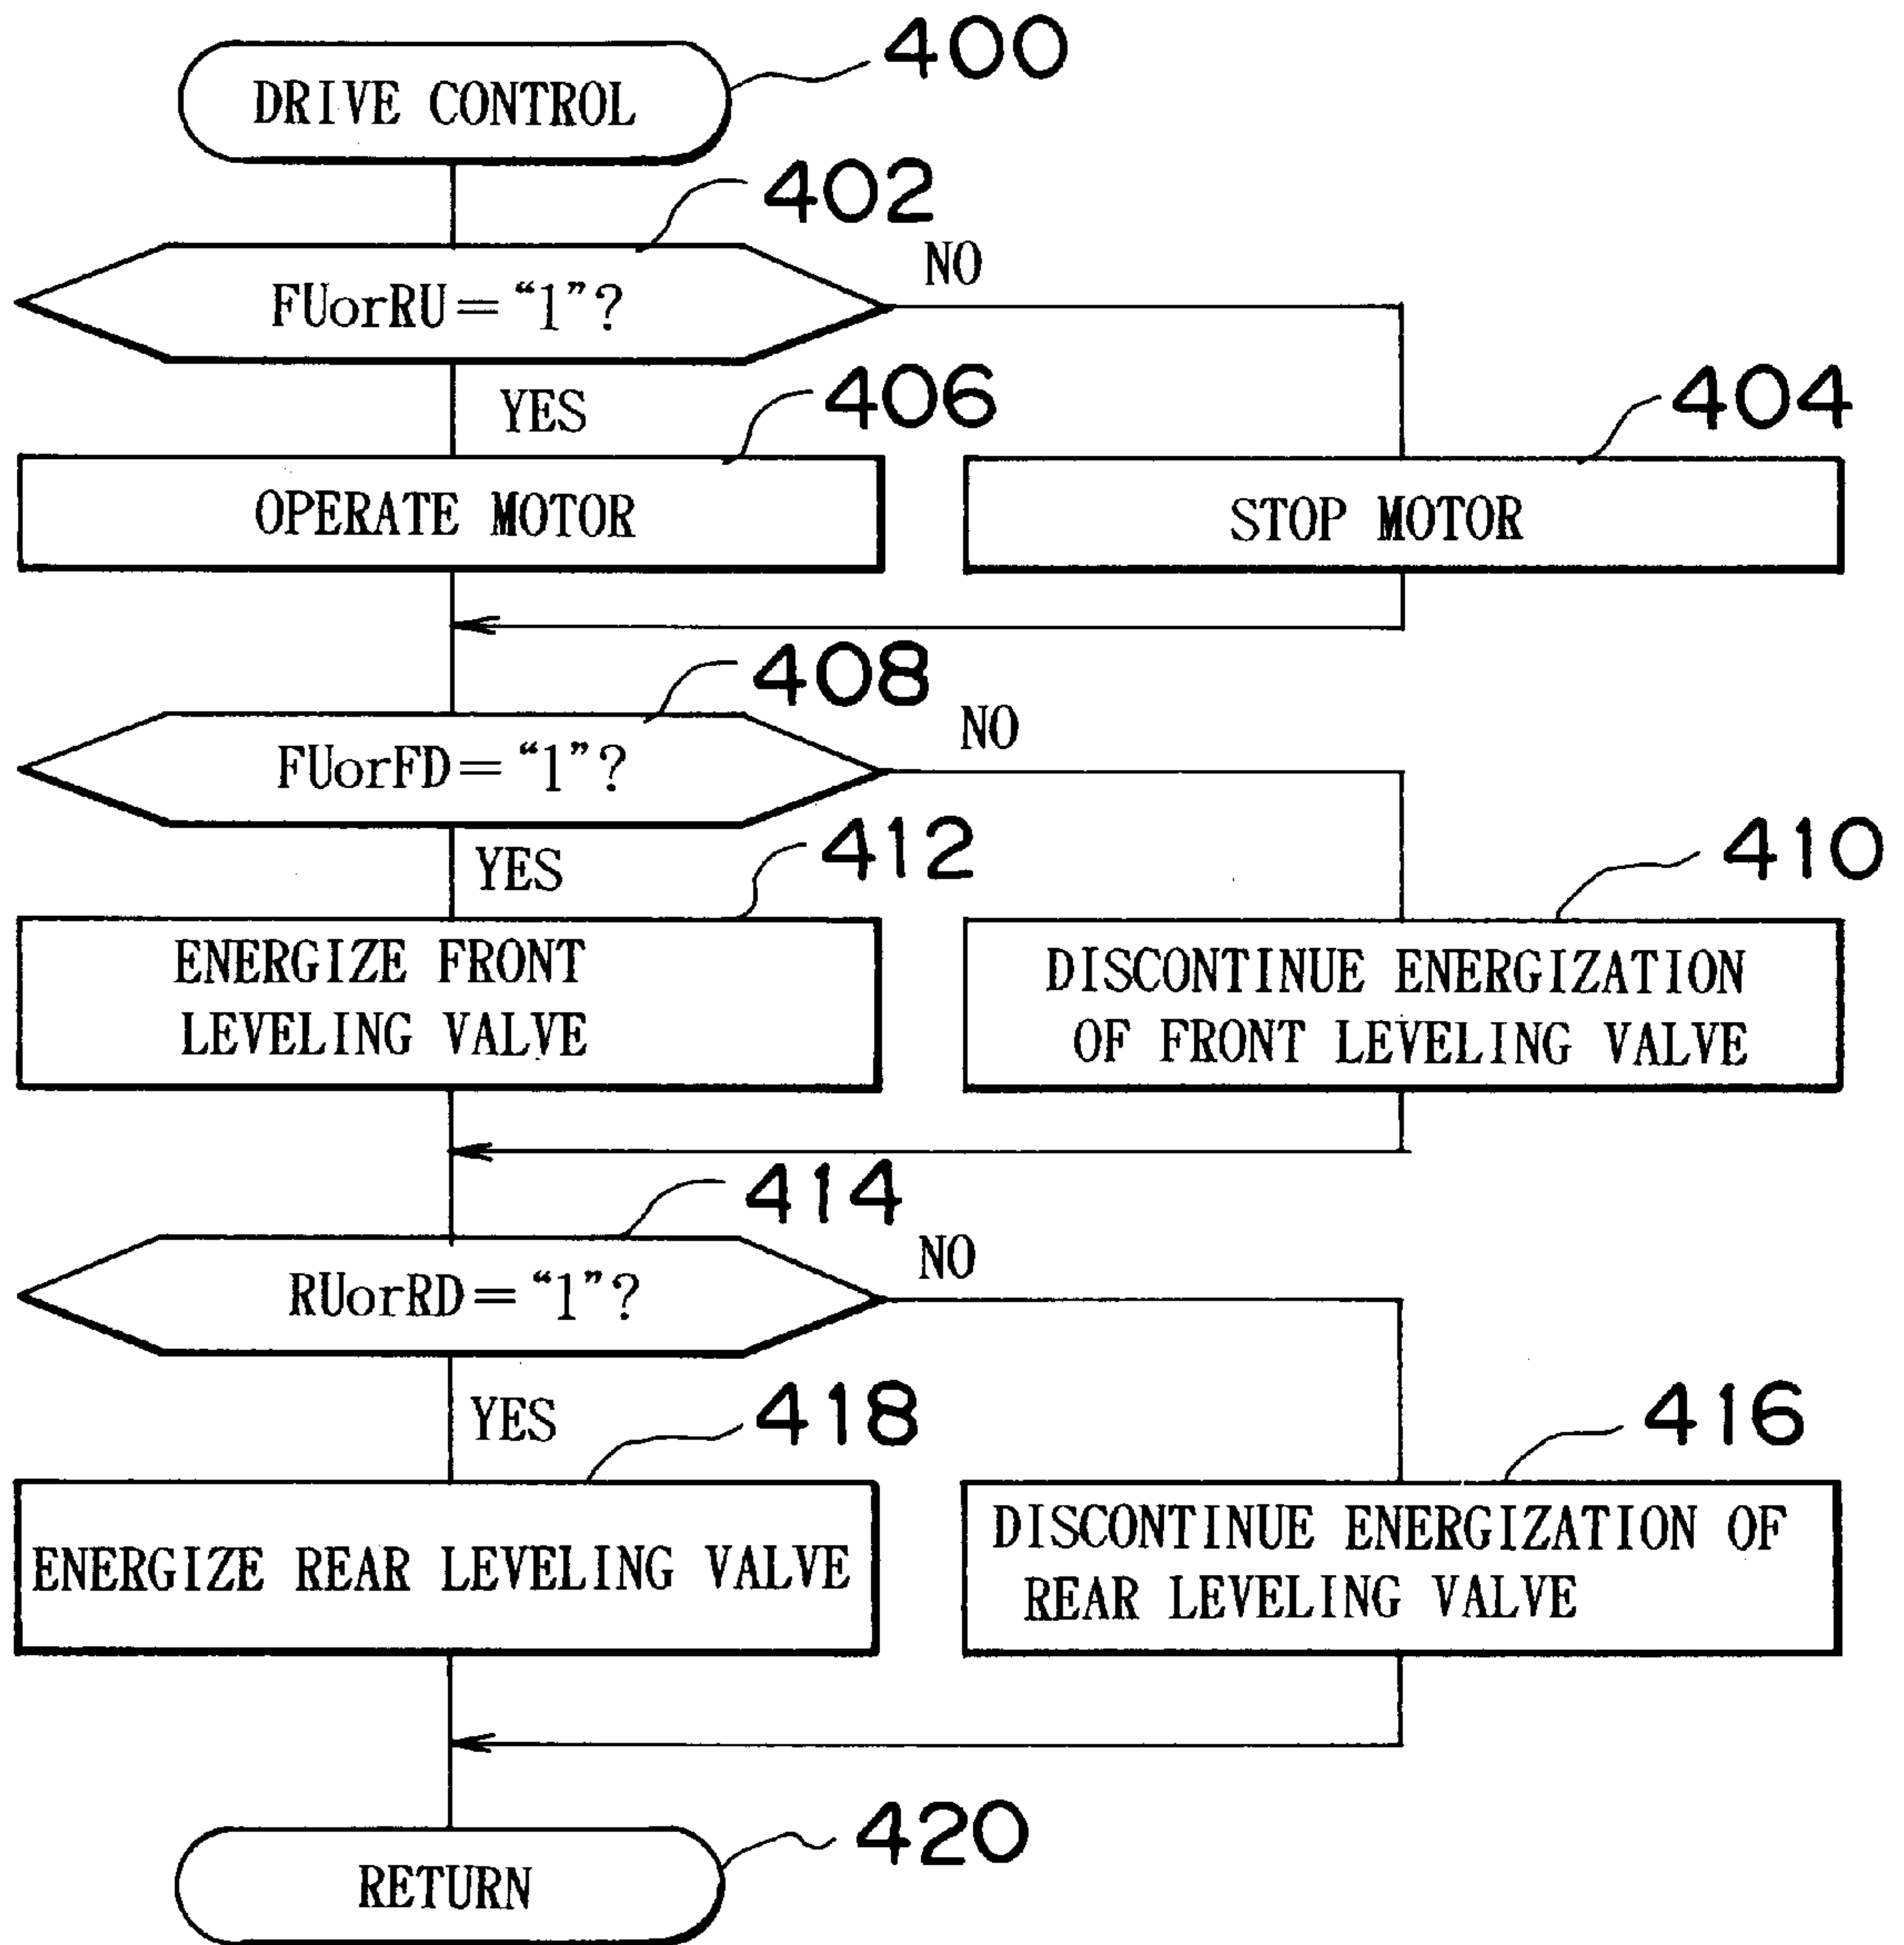 400
DRIVE CONTROL
402
NO
FUorRU="1"?
YES
406
404
OPERATE MOTOR
STOP MOTOR
408
NO
FUorFD="1"?
YES
412
410
ENERGIZE FRONT
LEVELING VALVE
DISCONTINUE ENERGIZATION
OF FRONT LEVELING VALVE
414
NO
RUorRD="1"?
YES
418
416
ENERGIZE REAR LEVELING VALVE
DISCONTINUE ENERGIZATION OF
REAR LEVELING VALVE
420
RETURN